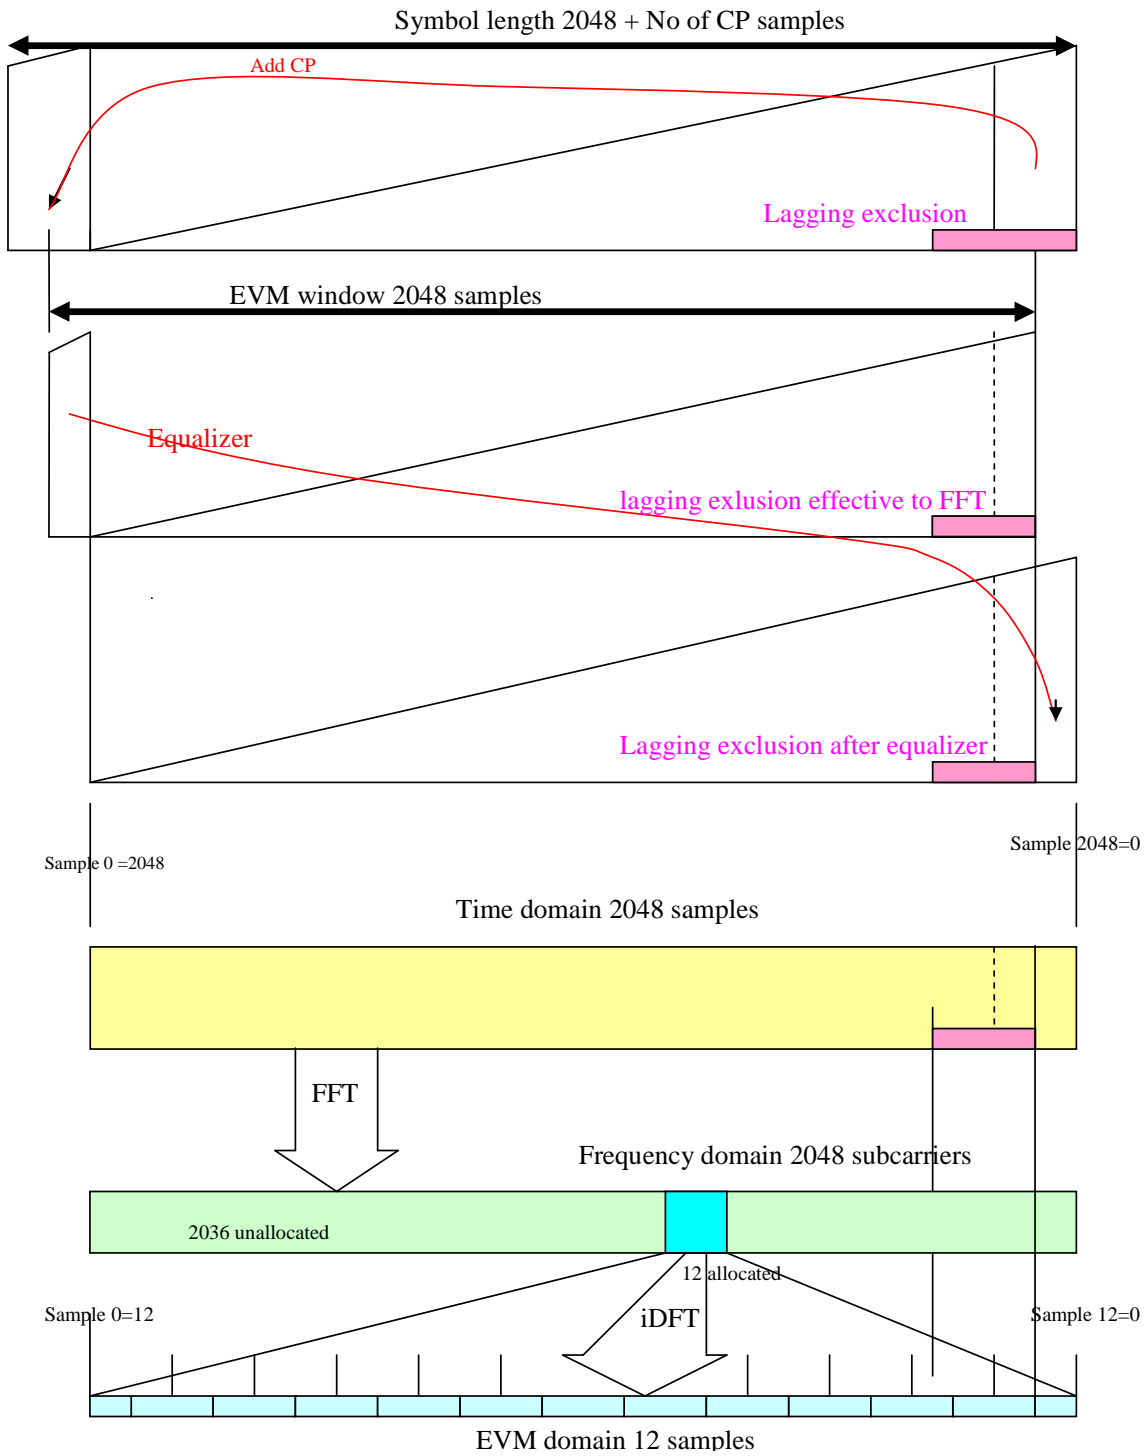 Symbol length 2048 + No of CP samples
Add CP
Lagging exclusion
EVM window 2048 samples
Equalizer
lagging exlusion effective to FFT
Lagging exclusion after equalizer
Sample 2048=0
Sample 0 =2048
Time domain 2048 samples
FFT
Frequency domain 2048 subcarriers
2036 unallocated
12 allocated
Sample 0=12
iDFT
Sample 12=0
EVM domain 12 samples